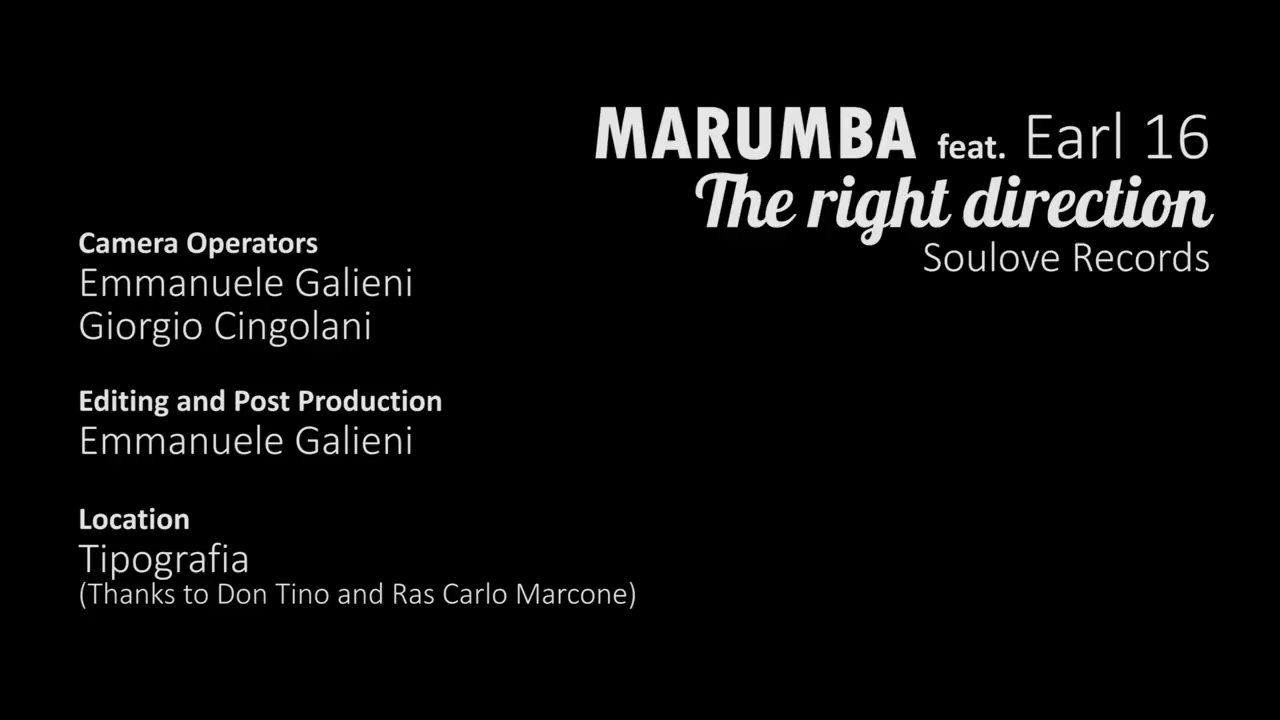 MARUMBA feat. Earl 16
The right direction
Soulove Records
Camera Operators
Emmanuele Galieni
Giorgio Cingolani
Editing and Post Production
Emmanuele Galieni
Location
Tipografia
(Thanks to Don Tino and Ras Carlo Marcone)